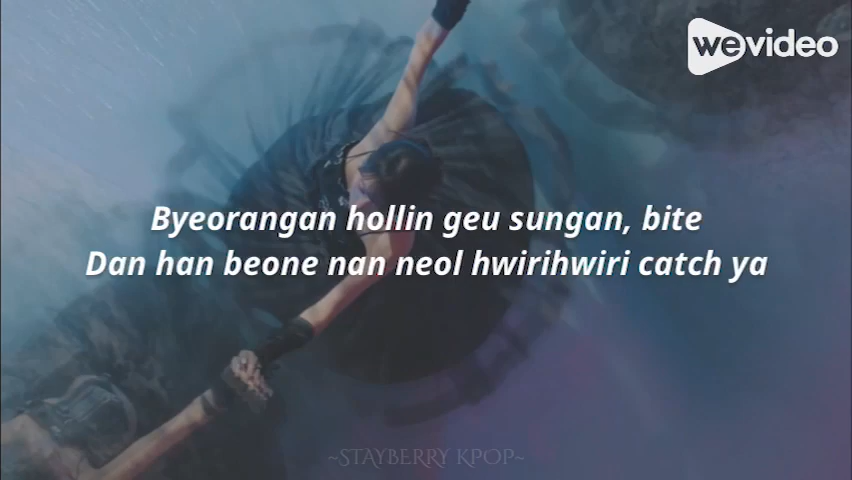 wevideo
Byeorangan hollin geu sungan, bite
Dan han beone nan neol hwirihwiri catch ya
~STAYBERRY KPOP~